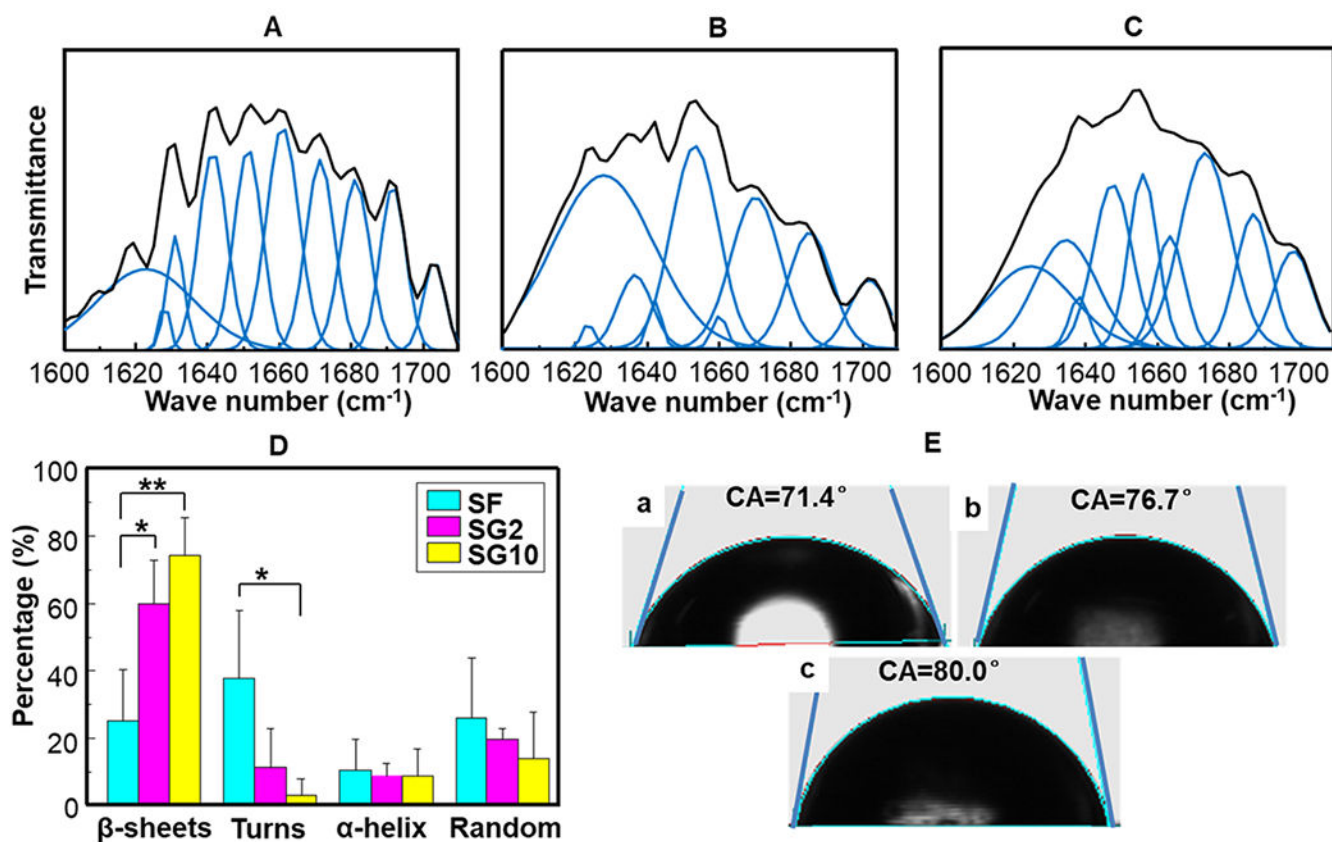 A
B
C
Transmittance
1600 1620 1640 1660 1680 1700
1600 1620 1640 1660 1680 1700
1600 1620 1640 1660 1680 1700
Wave number (cm⁻¹)
Wave number (cm⁻¹)
Wave number (cm⁻¹)
D
Percentage (%)
100
80
60
40
20
0
**
*
*
SF
SG2
SG10
β-sheets Turns α-helix Random
E
a
CA=71.4°
b
CA=76.7°
c
CA=80.0°